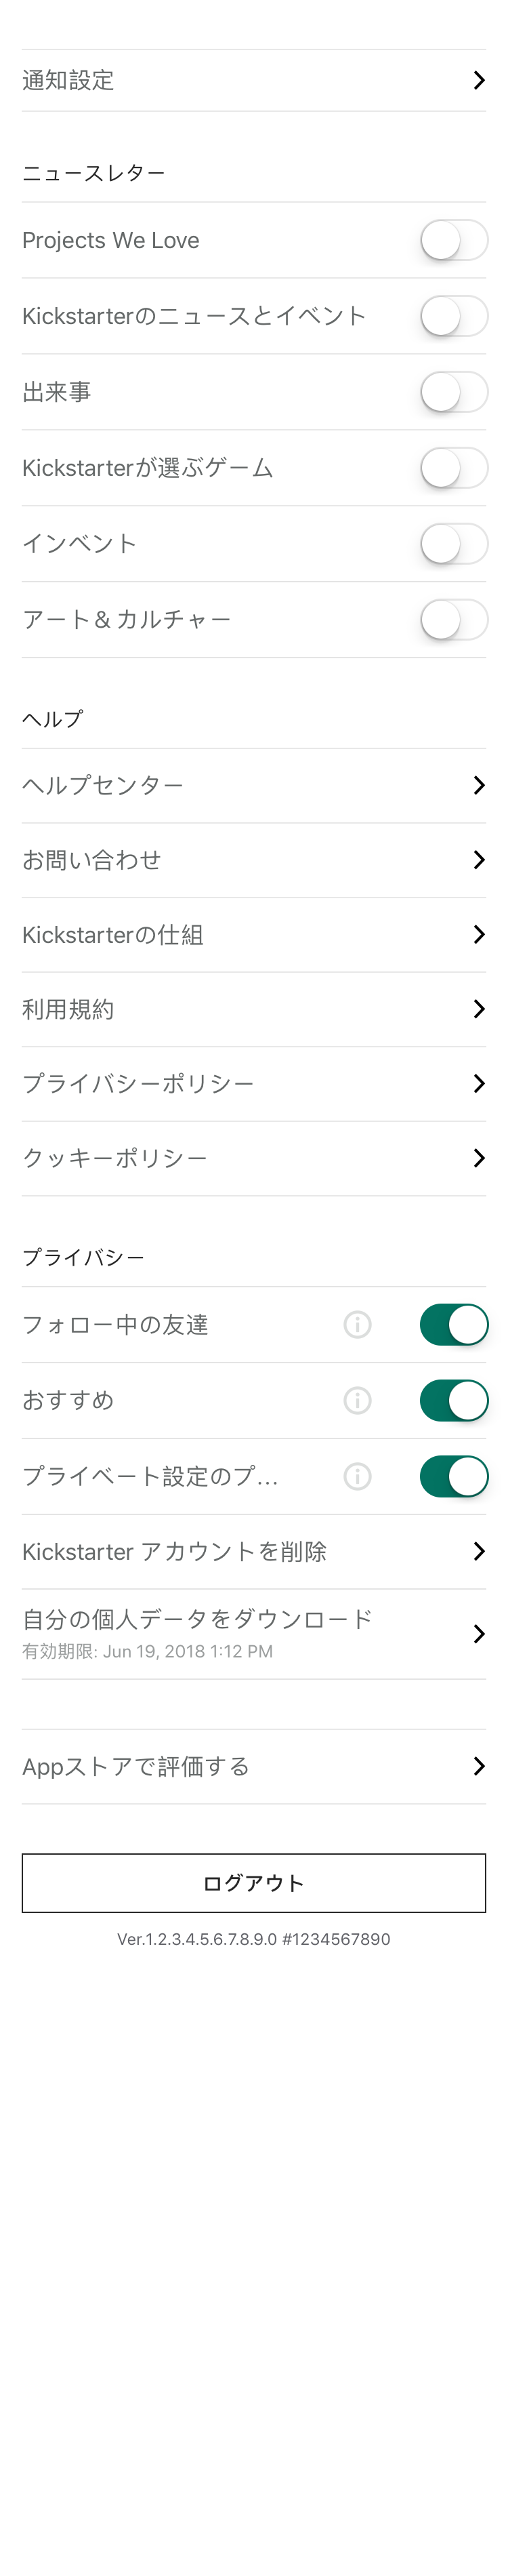 通知設定
ニュースレター
Projects We Love
Kickstarterのニュースとイベント
出来事
Kickstarterが選ぶゲーム
インベント
アート & カルチャー
ヘルプ
ヘルプセンター
お問い合わせ
Kickstarterの仕組
利用規約
プライバシーポリシー
クッキーポリシー
プライバシー
フォロー中の友達
おすすめ
プライベート設定のプ...
Kickstarter アカウントを削除
自分の個人データをダウンロード
有効期限: Jun 19, 2018 1:12 PM
Appストアで評価する
ログアウト
Ver.1.2.3.4.5.6.7.8.9.0 #1234567890